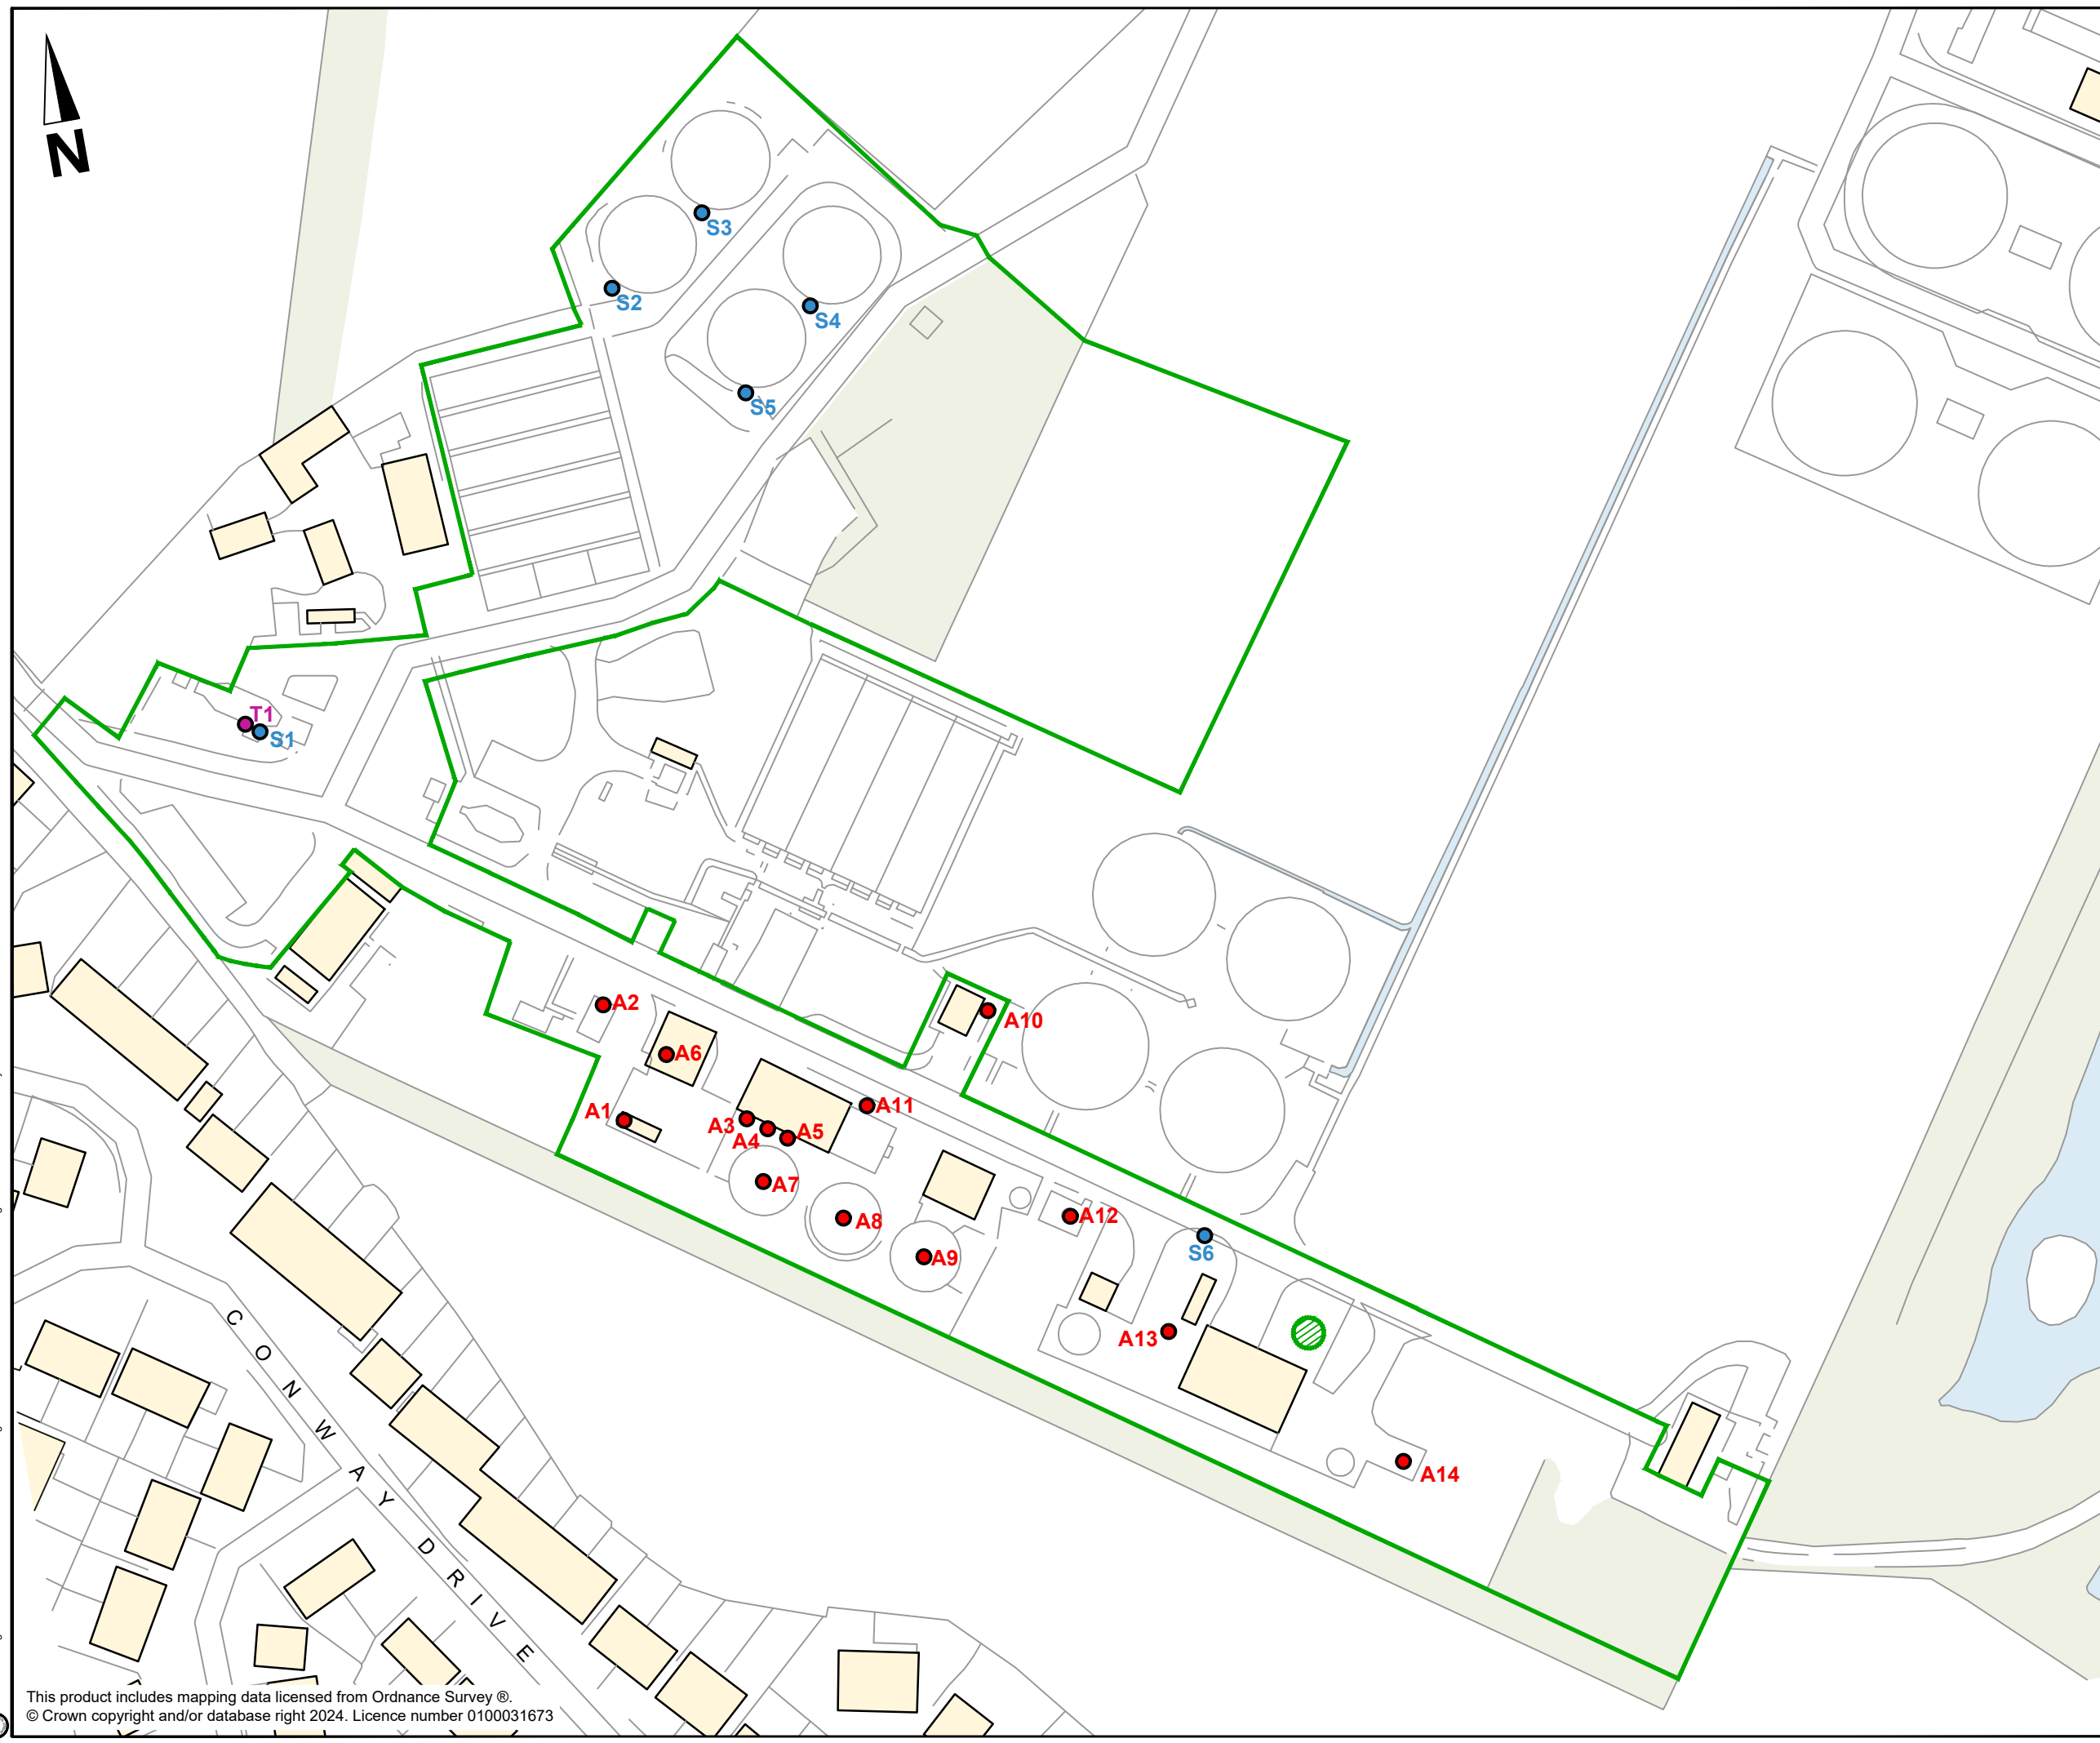 N
S3
S2
S4
S5
T1
S1
A2
A10
A6
A1
A11
A3
A4
A5
A7
A8
A9
A12
S6
A13
A14
CONWAY DRIVE
This product includes mapping data licensed from Ordnance Survey ®.
© Crown copyright and/or database right 2024. Licence number 0100031673